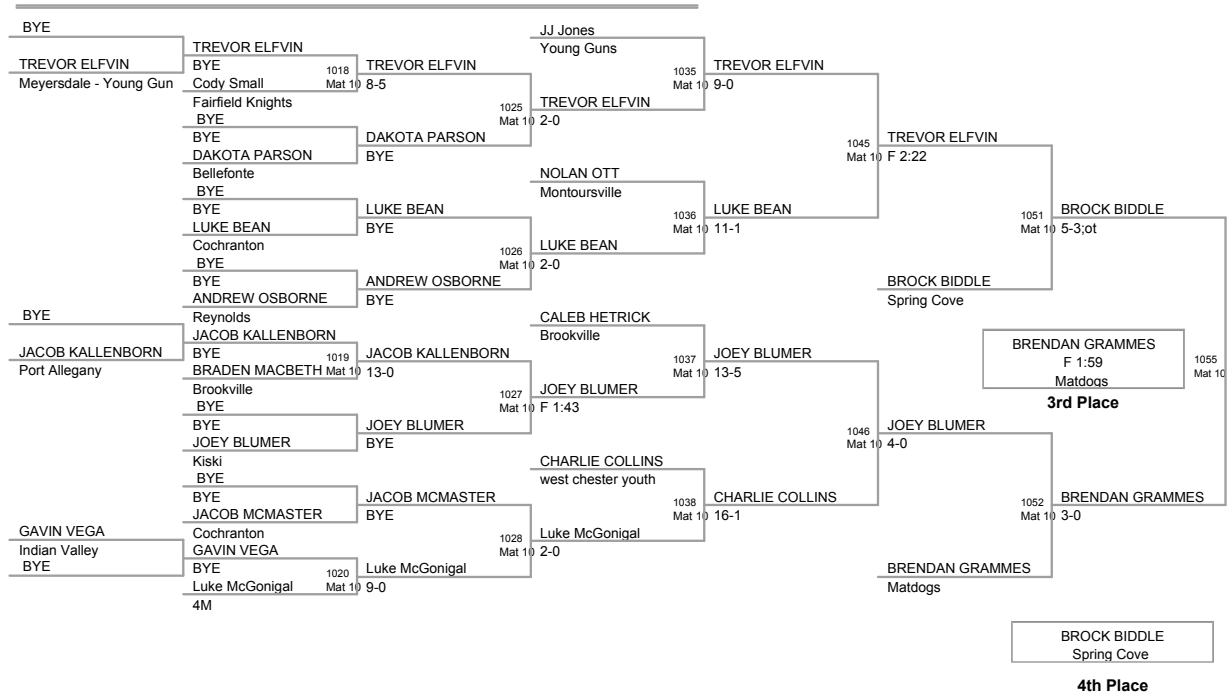 BYE
TREVOR ELFVIN
Meyersdale - Young Gun
BYE
JACOB KALLENBORN
Port Allegany
GAVIN VEGA
Indian Valley
BYE
TREVOR ELFVIN
BYE
Cody Small
Fairfield Knights
BYE
BYE
DAKOTA PARSON
Bellefonte
BYE
BYE
LUKE BEAN
Cochranton
BYE
BYE
ANDREW OSBORNE
Reynolds
JACOB KALLENBORN
BYE
BRADEN MACBETH
Brookville
BYE
BYE
JOEY BLUMER
Kiski
BYE
BYE
JACOB MCMASTER
Cochranton
GAVIN VEGA
BYE
Luke McGonigal
4M
1018
Mat 10
TREVOR ELFVIN
8-5
DAKOTA PARSON
BYE
LUKE BEAN
BYE
ANDREW OSBORNE
BYE
1019
Mat 10
JACOB KALLENBORN
13-0
JOEY BLUMER
BYE
JACOB MCMASTER
BYE
1020
Mat 10
Luke McGonigal
9-0
JJ Jones
Young Guns
1025
Mat 10
TREVOR ELFVIN
2-0
NOLAN OTT
Montoursville
1026
Mat 10
LUKE BEAN
2-0
CALEB HETRICK
Brookville
1027
Mat 10
JOEY BLUMER
F 1:43
CHARLIE COLLINS
west chester youth
1028
Mat 10
Luke McGonigal
2-0
1035
Mat 10
TREVOR ELFVIN
9-0
1036
Mat 10
LUKE BEAN
11-1
1037
Mat 10
JOEY BLUMER
13-5
1038
Mat 10
CHARLIE COLLINS
16-1
1045
Mat 10
TREVOR ELFVIN
F 2:22
BROCK BIDDLE
Spring Cove
1046
Mat 10
JOEY BLUMER
4-0
BRENDAN GRAMMES
Matdogs
1051
Mat 10
BROCK BIDDLE
5-3;ot
1052
Mat 10
BRENDAN GRAMMES
3-0
BRENDAN GRAMMES
F 1:59
Matdogs
3rd Place
1055
Mat 10
BROCK BIDDLE
Spring Cove
4th Place